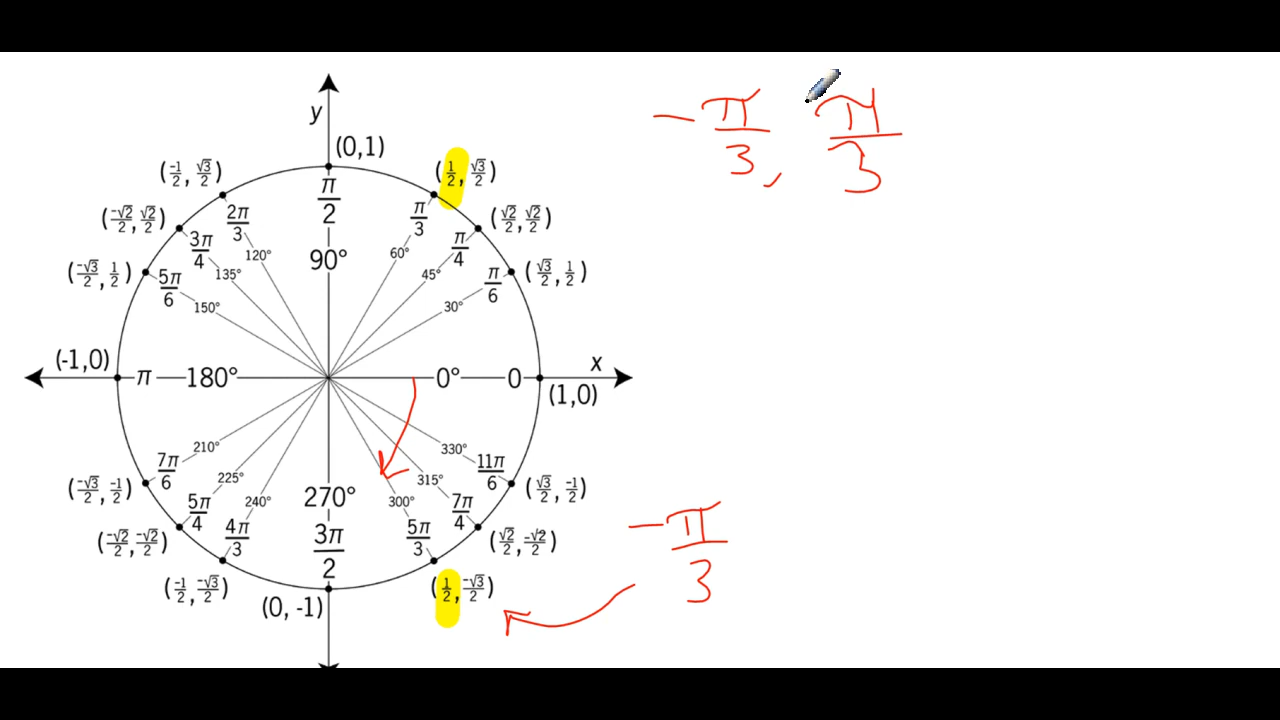 y
(0,1)
(-1/2, √3/2) (1/2, √3/2)
(-√2/2, √2/2) (√2/2, √2/2)
(-√3/2, 1/2) (√3/2, 1/2)
2π/3 π/2 π/3
3π/4 π/4
5π/6 π/6
120° 90° 60°
135° 45°
150° 30°
(-1,0) x
π 180° 0° 0
(1,0)
210° 330°
225° 315°
240° 270° 300°
7π/6 11π/6
5π/4 7π/4
4π/3 3π/2 5π/3
(-√3/2, -1/2) (√3/2, -1/2)
(-√2/2, -√2/2) (√2/2, -√2/2)
(-1/2, -√3/2) (1/2, -√3/2)
(0, -1)
-π/3, π/3
-π/3